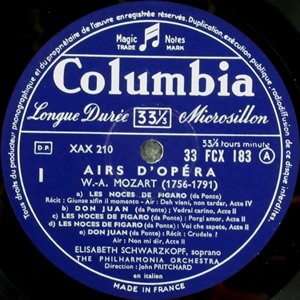 Tous droits du producteur phonographique et du propriétaire de l'œuvre enregistrée réservés. Duplication, exécution publique et radiodiffusion
Magic Notes
TRADE MARK
Columbia
Longue Durée 33⅓ Microsillon
33⅓ tours minute
D.P. XAX 210 33 FCX 183 A
I
AIRS D'OPÉRA
W.-A. MOZART (1756-1791)
a) LES NOCES DE FIGARO (da Ponte)
Récit : Giunse alfin il momento - Air : Deh vieni, non tardar, Acte IV
b) DON JUAN (da Ponte) : Vedrai carino, Acte II
c) LES NOCES DE FIGARO (da Ponte) : Porgi amor, Acte II
d) LES NOCES DE FIGARO (da Ponte) : Voi che sapete, Acte II
e) DON JUAN (da Ponte) : Récit : Crudele ?
Air : Non mi dir, Acte II
ELISABETH SCHWARZKOPF, soprano
THE PHILHARMONIA ORCHESTRA
Direction : John PRITCHARD
en italien
MADE IN FRANCE